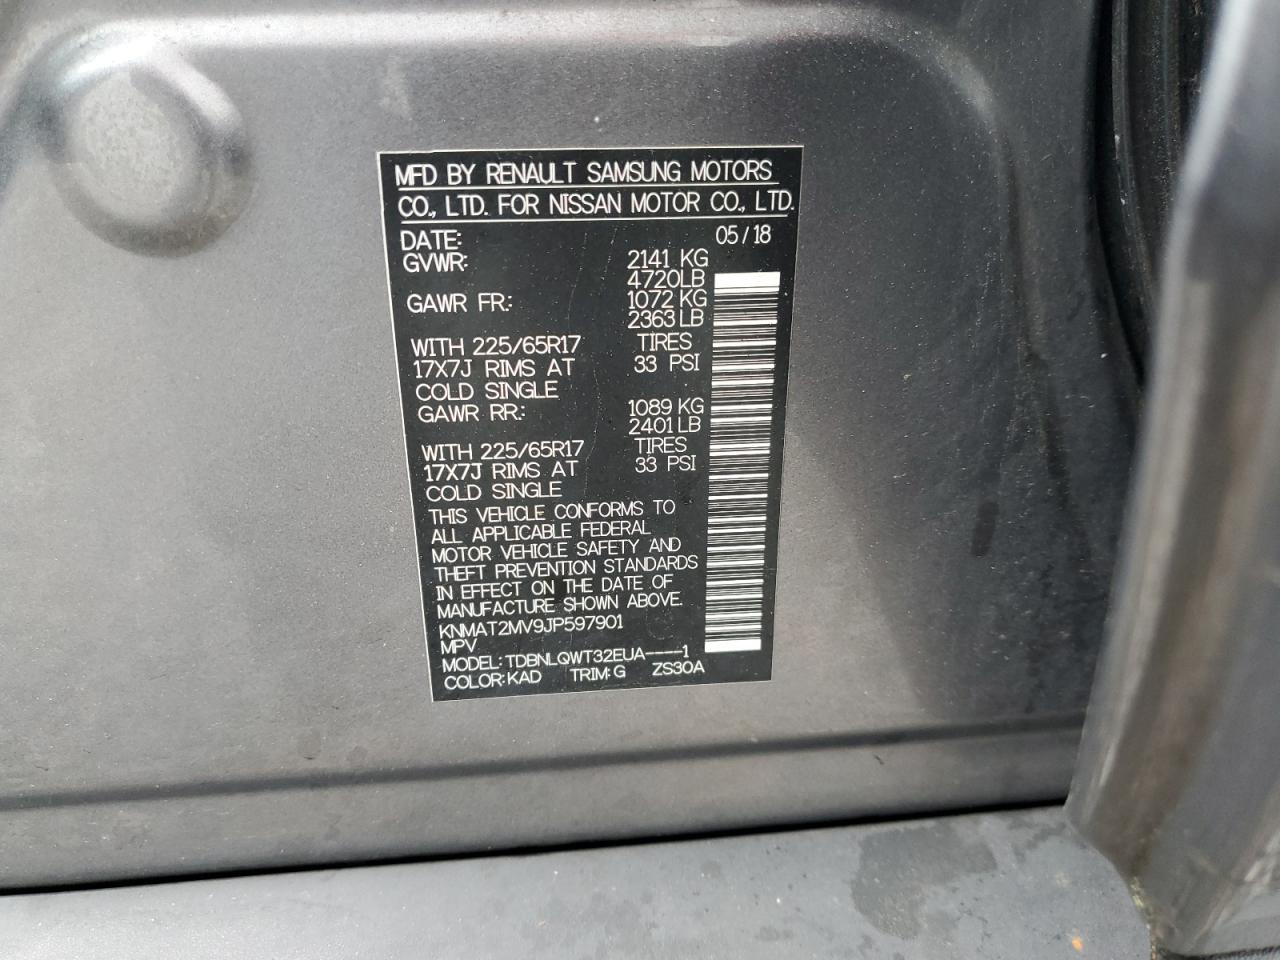 MFD BY RENAULT SAMSUNG MOTORS
CO., LTD. FOR NISSAN MOTOR CO., LTD.
DATE: 05/18
GVWR: 2141 KG
4720LB
GAWR FR: 1072 KG
2363LB
WITH 225/65R17 TIRES
17X7J RIMS AT 33 PSI
COLD SINGLE
GAWR RR: 1089 KG
2401LB
WITH 225/65R17 TIRES
17X7J RIMS AT 33 PSI
COLD SINGLE
THIS VEHICLE CONFORMS TO
ALL APPLICABLE FEDERAL
MOTOR VEHICLE SAFETY AND
THEFT PREVENTION STANDARDS
IN EFFECT ON THE DATE OF
MANUFACTURE SHOWN ABOVE.
KNMAT2MV9JP597901
MPV
MODEL: TDBNLQWT32EUA----1
COLOR: KAD TRIM: G ZS30A